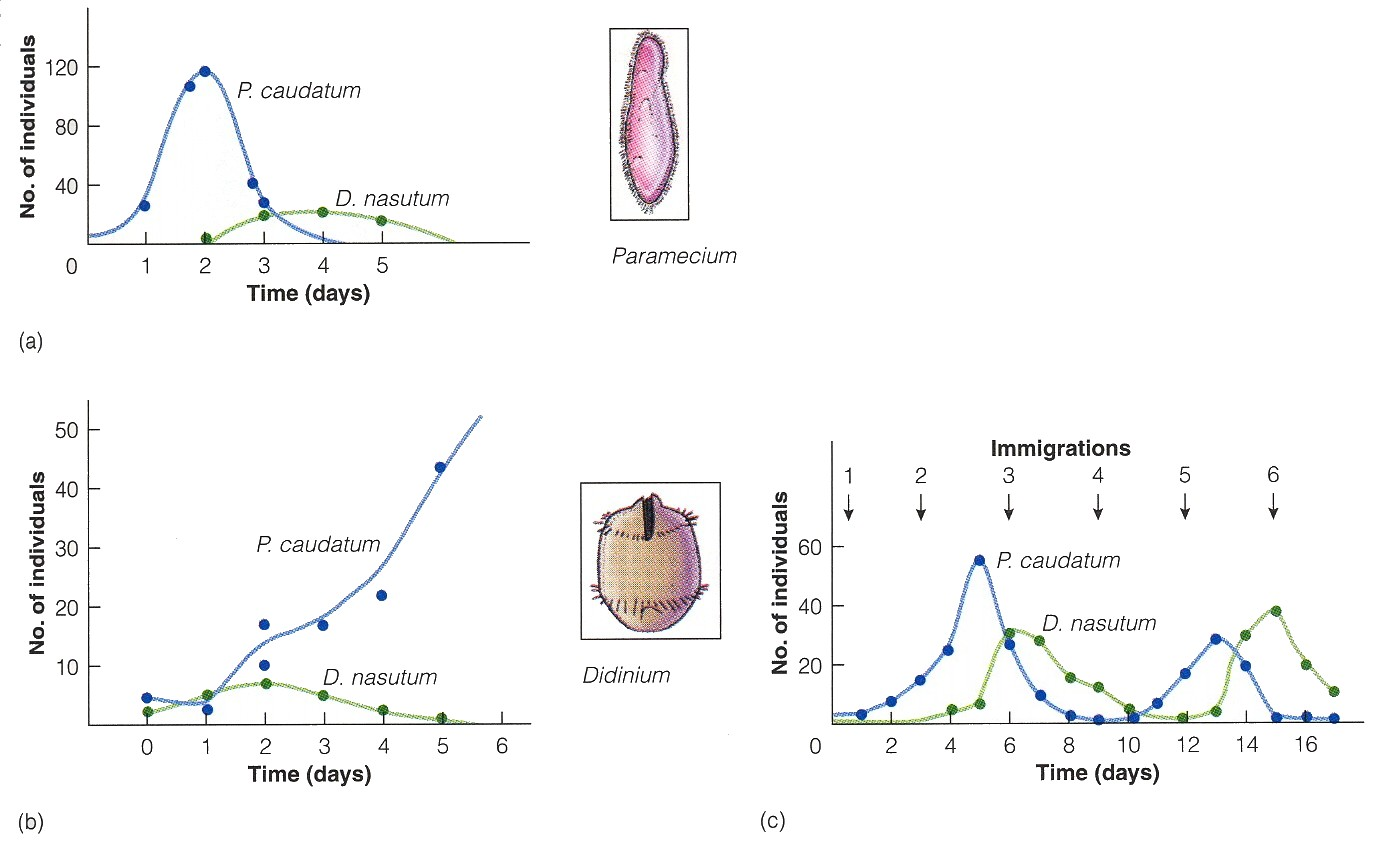 No. of individuals
120
80
40
0
P. caudatum
D. nasutum
1 2 3 4 5
Time (days)
Paramecium
(a)
No. of individuals
50
40
30
20
10
P. caudatum
D. nasutum
0 1 2 3 4 5 6
Time (days)
Didinium
(b)
Immigrations
1 2 3 4 5 6
No. of individuals
60
40
20
P. caudatum
D. nasutum
0 2 4 6 8 10 12 14 16
Time (days)
(c)